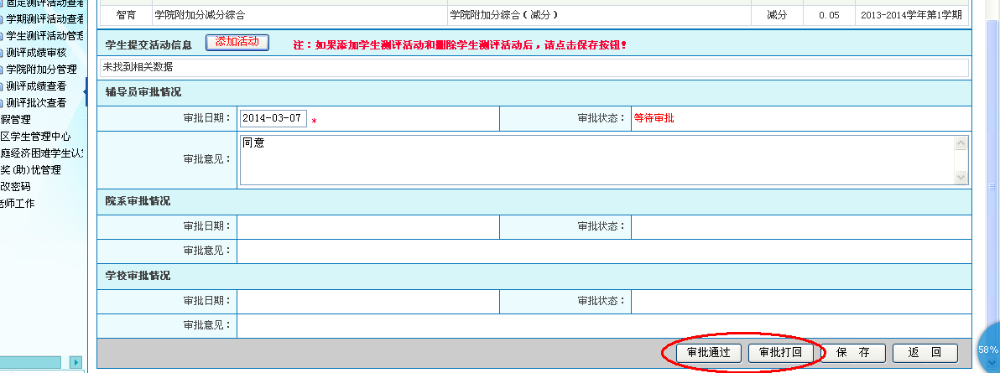 固定测评活动查看
学期测评活动查看
学生测评活动管理
测评成绩审核
学院附加分管理
测评成绩查看
测评批次查看
假管理
区学生管理中心
庭经济困难学生认定
奖(助)优管理
改密码
老师工作
智育 学院附加分减分综合 学院附加分综合(减分) 减分 0.05 2013-2014学年第1学期
学生提交活动信息 添加活动 注：如果添加学生测评活动和删除学生测评活动后，请点击保存按钮！
未找到相关数据
辅导员审批情况
审批日期： 2014-03-07 * 审批状态： 等待审批
审批意见： 同意
院系审批情况
审批日期： 审批状态：
审批意见：
学校审批情况
审批日期： 审批状态：
审批意见：
审批通过 审批打回 保 存 返 回
58%